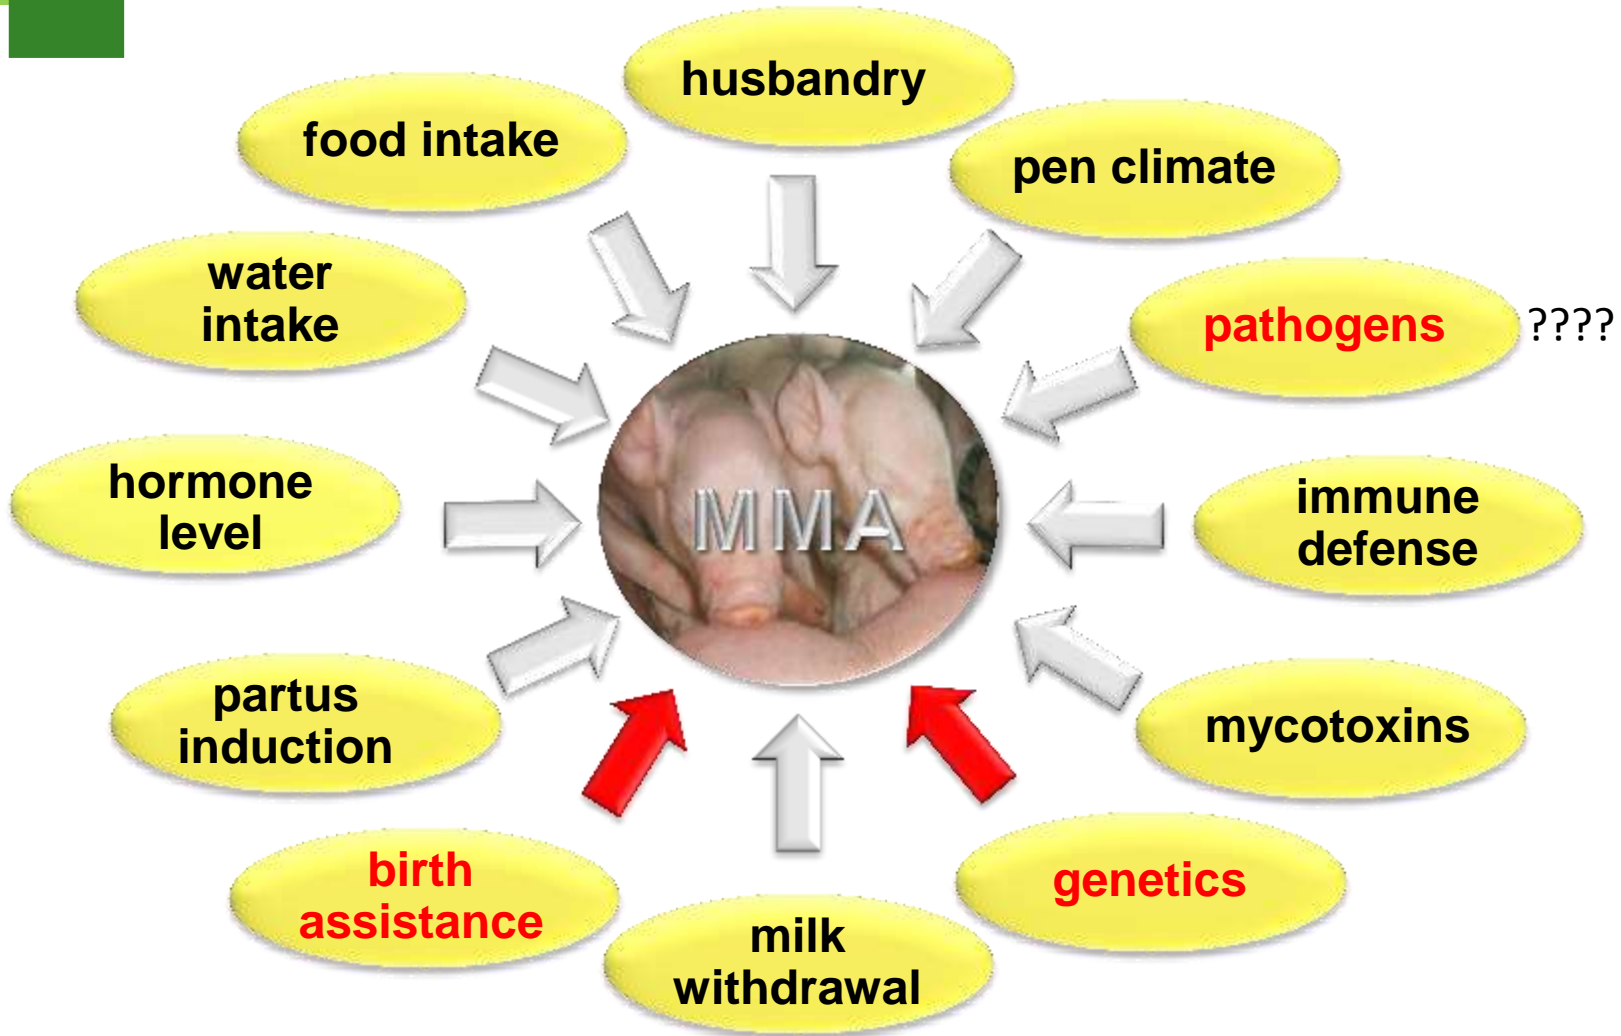 husbandry
food intake
pen climate
water
intake
pathogens ????
hormone
level
MMA
immune
defense
partus
induction
mycotoxins
birth
assistance
genetics
milk
withdrawal